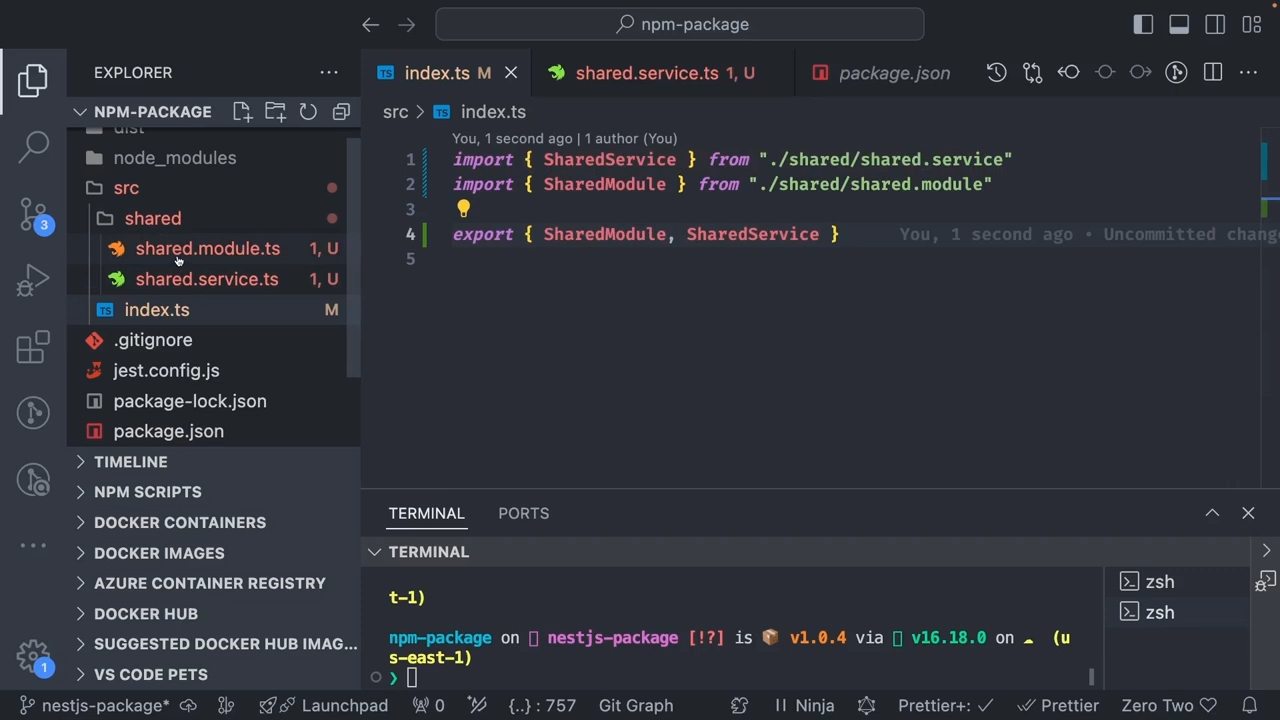 npm-package
EXPLORER
index.ts M
shared.service.ts 1, U
package.json
NPM-PACKAGE
src > index.ts
dist
node_modules
src
shared
shared.module.ts 1, U
shared.service.ts 1, U
index.ts M
.gitignore
jest.config.js
package-lock.json
package.json
TIMELINE
NPM SCRIPTS
DOCKER CONTAINERS
DOCKER IMAGES
AZURE CONTAINER REGISTRY
DOCKER HUB
SUGGESTED DOCKER HUB IMAG...
VS CODE PETS
3
1
You, 1 second ago | 1 author (You)
1 import { SharedService } from "./shared/shared.service"
2 import { SharedModule } from "./shared/shared.module"
3
4 export { SharedModule, SharedService } You, 1 second ago • Uncommitted chang
5
TERMINAL PORTS
TERMINAL
t-1)
npm-package on nestjs-package [!?] is 📦 v1.0.4 via v16.18.0 on ☁ (u
s-east-1)
❯
zsh
zsh
nestjs-package* Launchpad 0 {..} : 757 Git Graph Ninja Prettier+: ✓ Prettier Zero Two